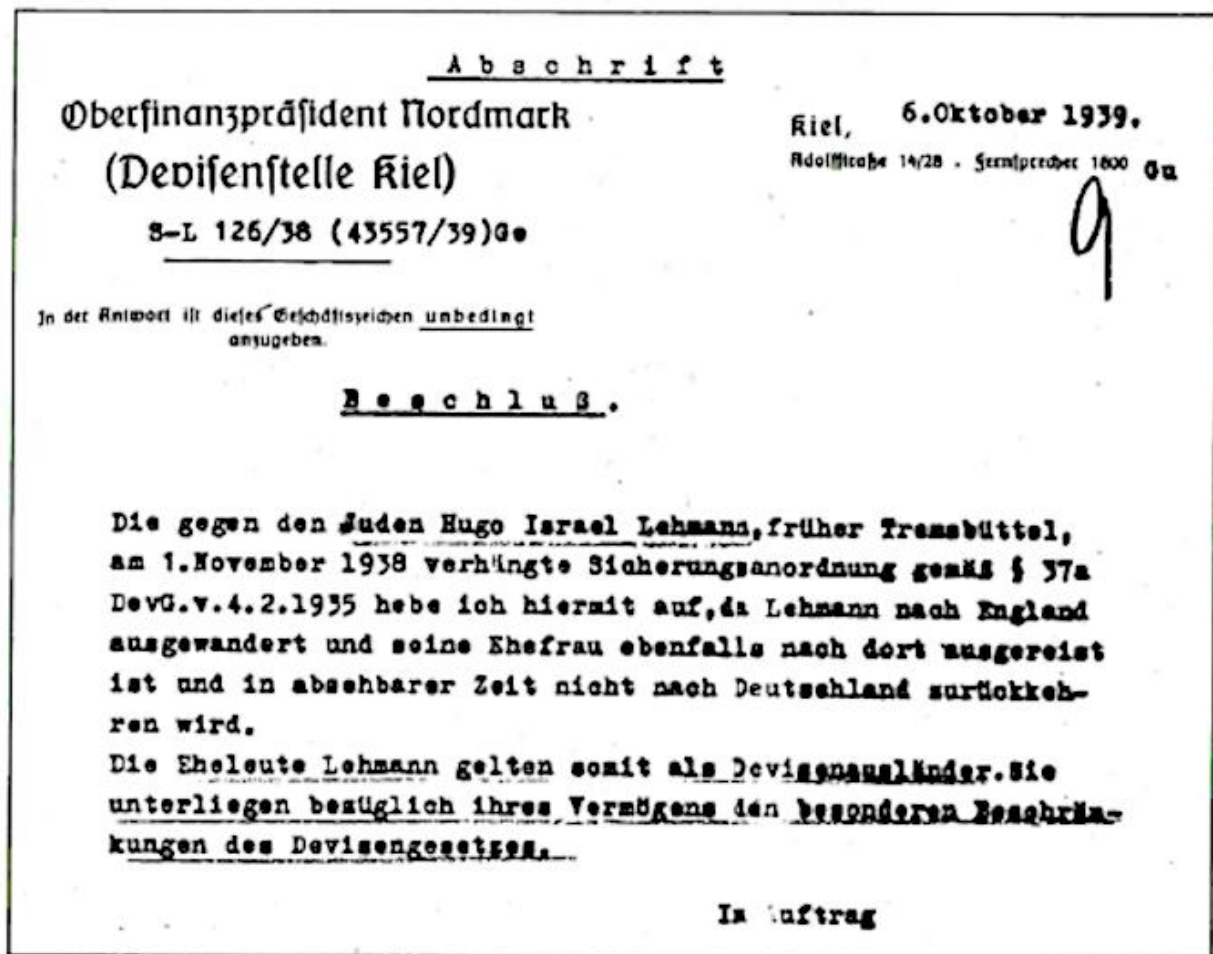 Abschrift
Oberfinanzpräsident Nordmark
(Devisenstelle Kiel)
Kiel, 6.Oktober 1939.
Adolfstraße 14/28 . Fernsprecher 1800 Gu
S-L 126/38 (43557/39)Ge
In der Antwort ist dieses Geschäftszeichen unbedingt
anzugeben.
Beschluß.
Die gegen den Juden Hugo Israel Lehmann,früher Tremsbüttel,
am 1.November 1938 verhängte Sicherungsanordnung gemäß § 37a
DevG.v.4.2.1935 hebe ich hiermit auf,da Lehmann nach England
ausgewandert und seine Ehefrau ebenfalls nach dort ausgereist
ist und in absehbarer Zeit nicht nach Deutschland zurückkeh-
ren wird.
Die Eheleute Lehmann gelten somit als Devisenausländer.Sie
unterliegen bezüglich ihres Vermögens den besonderen Beschrän-
kungen des Devisengesetzes.
Im Auftrag